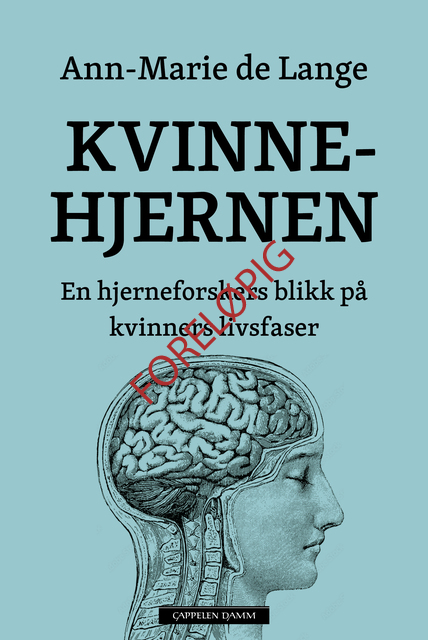 Ann-Marie de Lange
KVINNE-
HJERNEN
En hjerneforskers blikk på
kvinners livsfaser
FORELØPIG
CAPPELEN DAMM